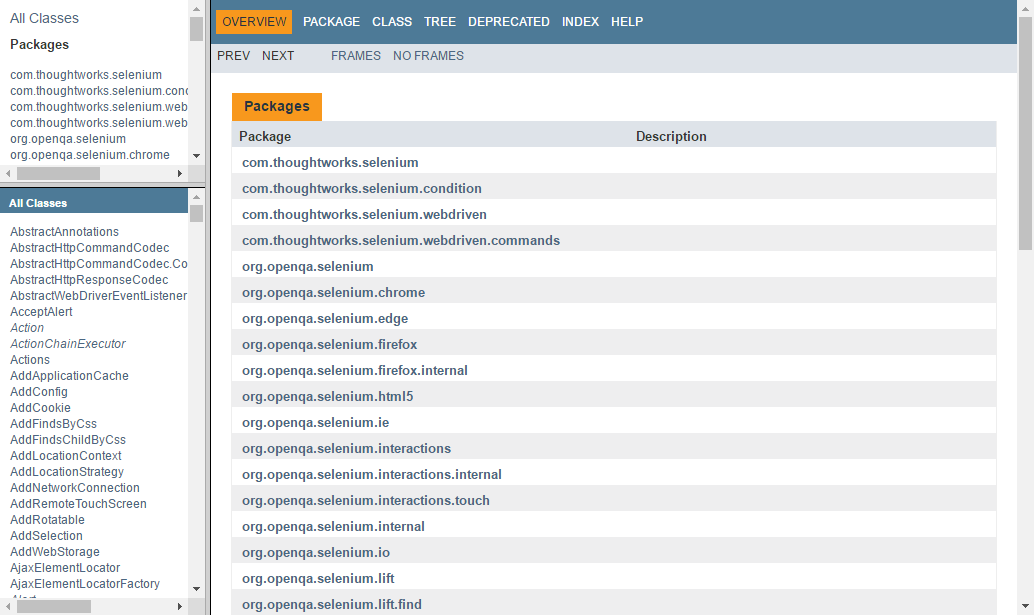 All Classes
Packages
com.thoughtworks.selenium
com.thoughtworks.selenium.con
com.thoughtworks.selenium.web
com.thoughtworks.selenium.web
org.openqa.selenium
org.openqa.selenium.chrome
All Classes
AbstractAnnotations
AbstractHttpCommandCodec
AbstractHttpCommandCodec.Co
AbstractHttpResponseCodec
AbstractWebDriverEventListener
AcceptAlert
Action
ActionChainExecutor
Actions
AddApplicationCache
AddConfig
AddCookie
AddFindsByCss
AddFindsChildByCss
AddLocationContext
AddLocationStrategy
AddNetworkConnection
AddRemoteTouchScreen
AddRotatable
AddSelection
AddWebStorage
AjaxElementLocator
AjaxElementLocatorFactory
OVERVIEW PACKAGE CLASS TREE DEPRECATED INDEX HELP
PREV NEXT FRAMES NO FRAMES
Packages
Package Description
com.thoughtworks.selenium
com.thoughtworks.selenium.condition
com.thoughtworks.selenium.webdriven
com.thoughtworks.selenium.webdriven.commands
org.openqa.selenium
org.openqa.selenium.chrome
org.openqa.selenium.edge
org.openqa.selenium.firefox
org.openqa.selenium.firefox.internal
org.openqa.selenium.html5
org.openqa.selenium.ie
org.openqa.selenium.interactions
org.openqa.selenium.interactions.internal
org.openqa.selenium.interactions.touch
org.openqa.selenium.internal
org.openqa.selenium.io
org.openqa.selenium.lift
org.openqa.selenium.lift.find